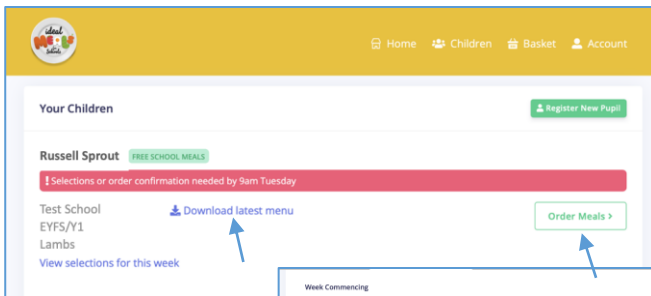 ideal
Home Children Basket Account
Your Children
Register New Pupil
Russell Sprout FREE SCHOOL MEALS
! Selections or order confirmation needed by 9am Tuesday
Test School
Download latest menu
Order Meals >
EYFS/Y1
Lambs
View selections for this week
Week Commencing